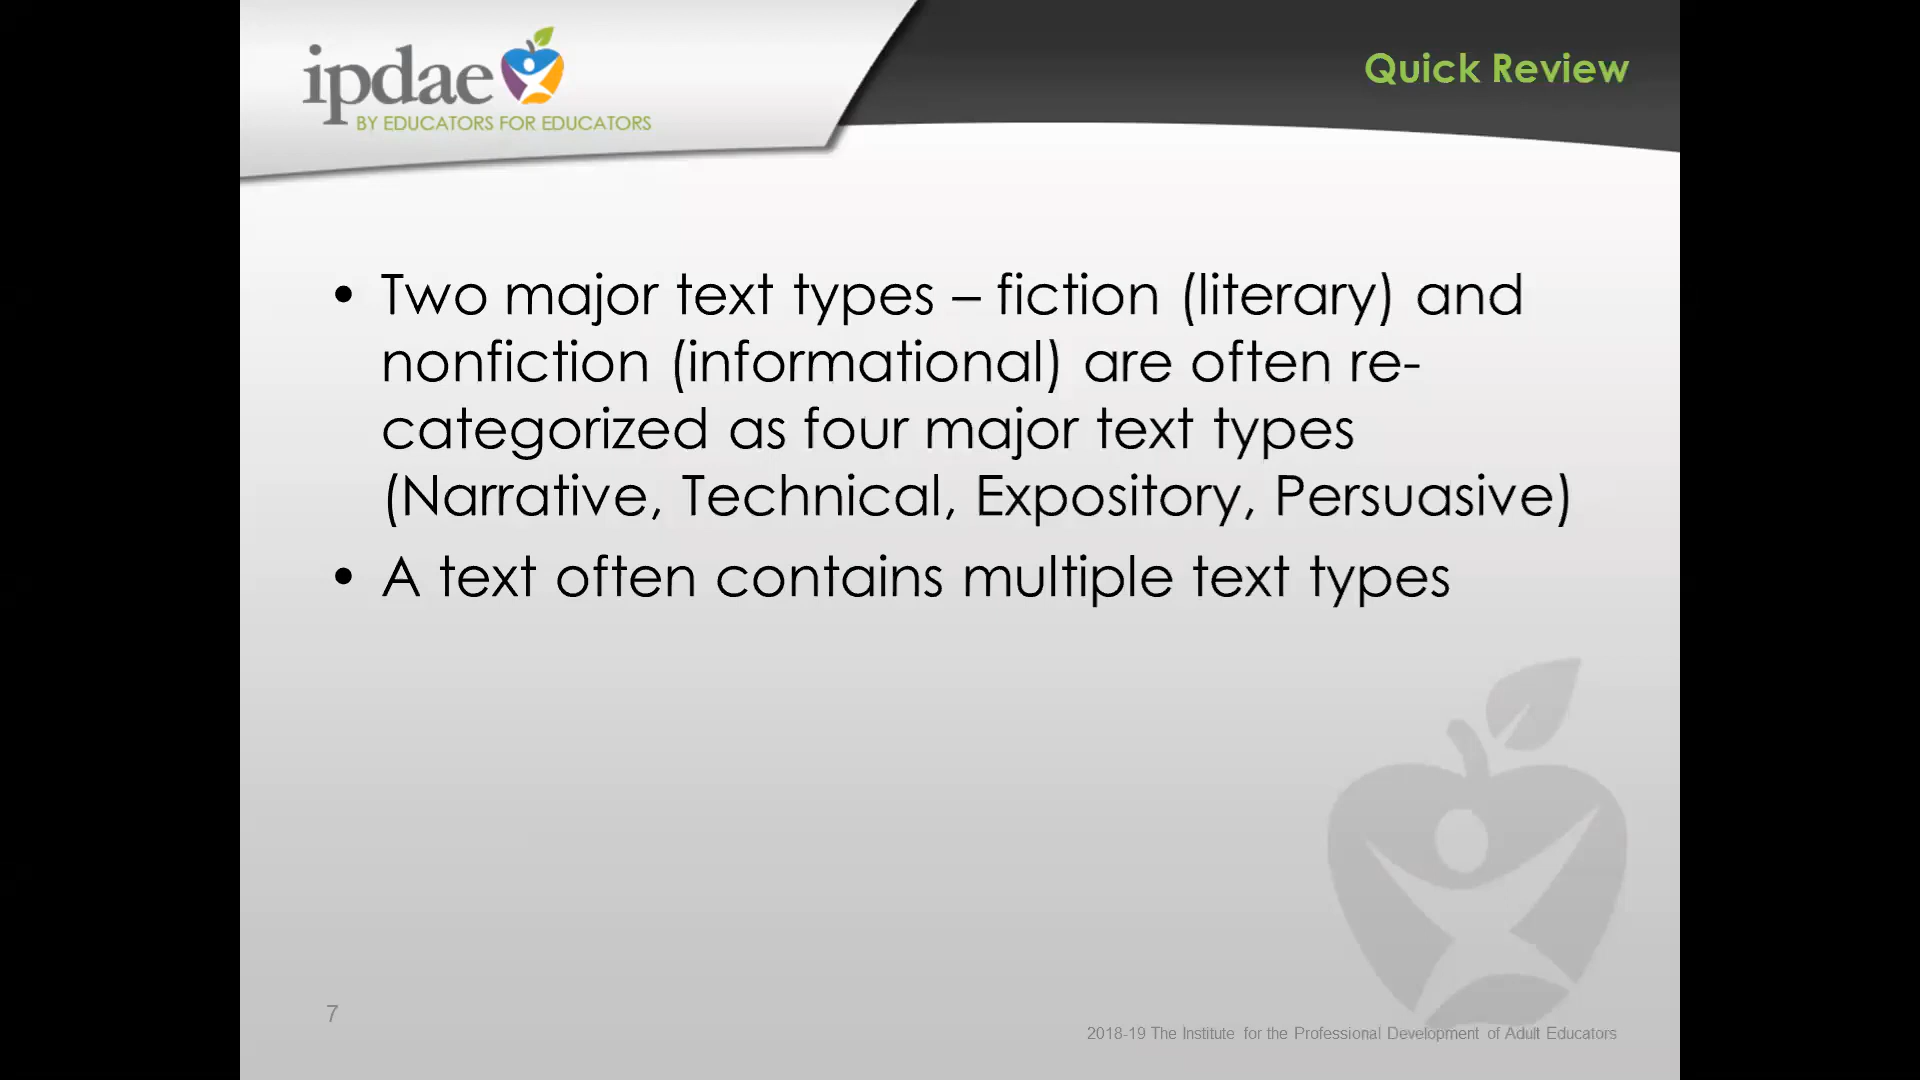 ipdae
BY EDUCATORS FOR EDUCATORS
Quick Review
• Two major text types – fiction (literary) and
nonfiction (informational) are often re-
categorized as four major text types
(Narrative, Technical, Expository, Persuasive)
• A text often contains multiple text types
7
2018-19 The Institute for the Professional Development of Adult Educators